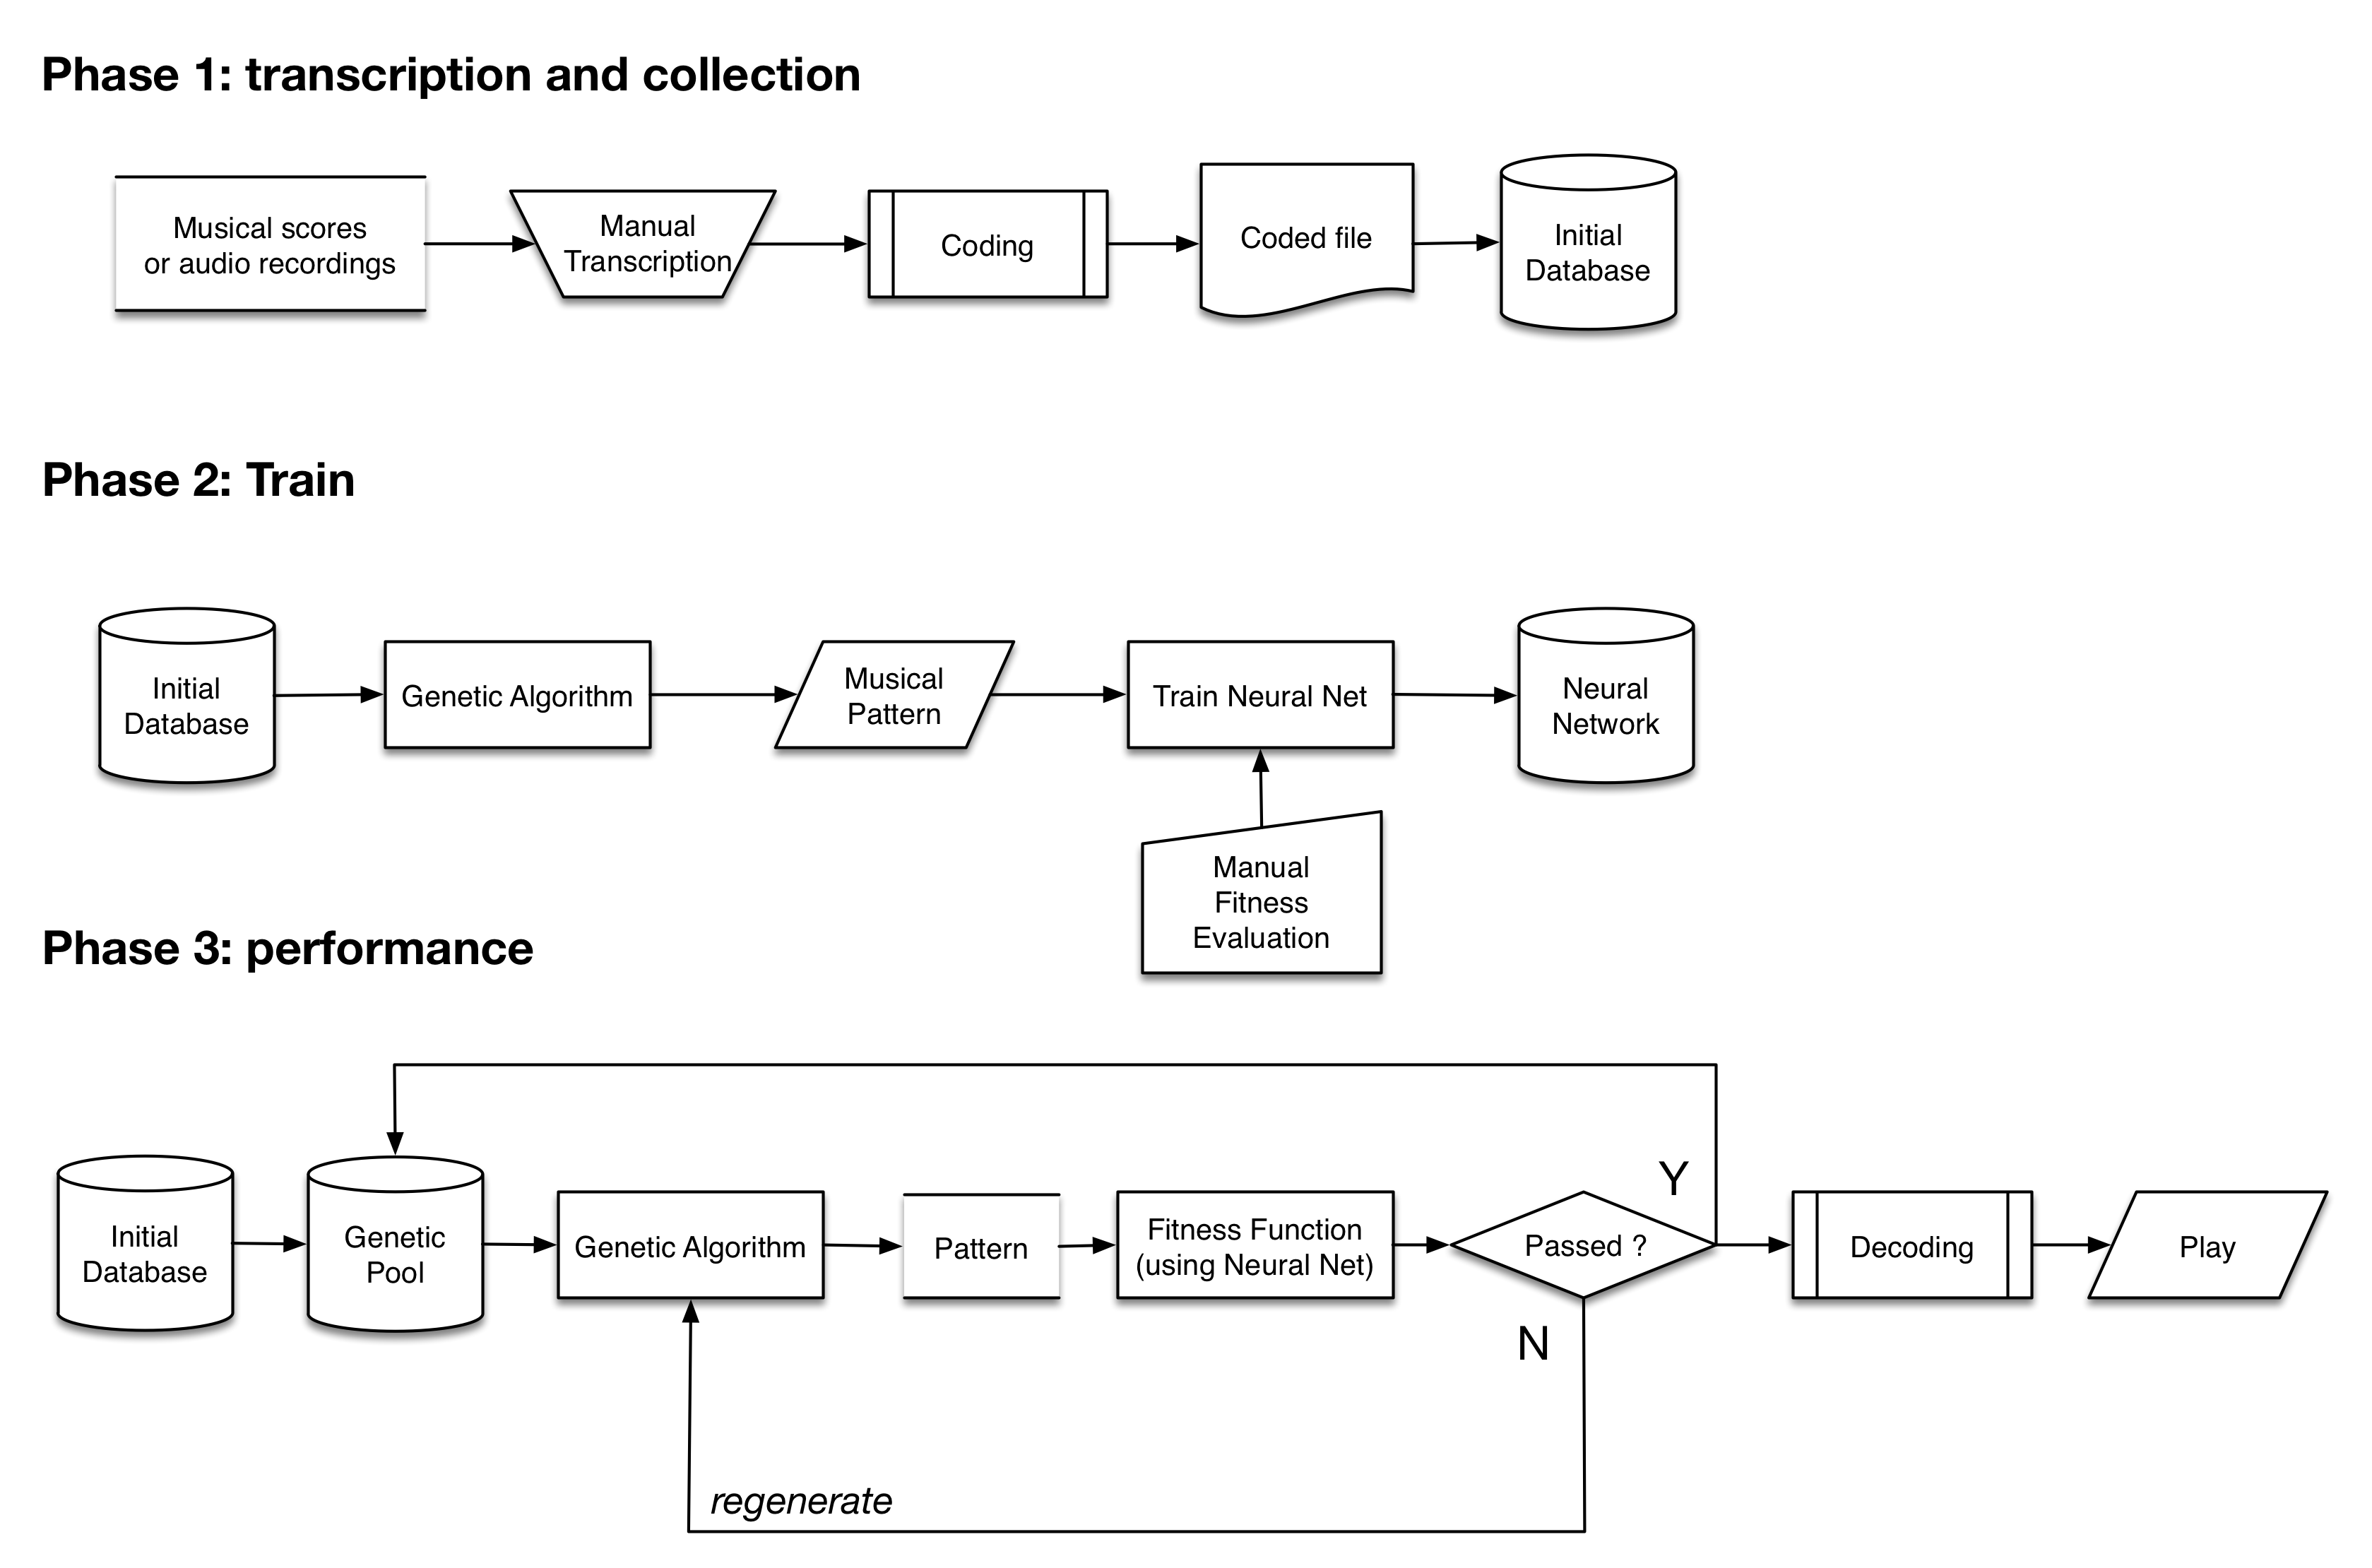 Phase 1: transcription and collection
Musical scores
or audio recordings
Manual
Transcription
Coding
Coded file
Initial
Database
Phase 2: Train
Initial
Database
Genetic Algorithm
Musical
Pattern
Train Neural Net
Neural
Network
Manual
Fitness
Evaluation
Phase 3: performance
Initial
Database
Genetic
Pool
Genetic Algorithm
Pattern
Fitness Function
(using Neural Net)
Passed ?
Y
N
Decoding
Play
regenerate